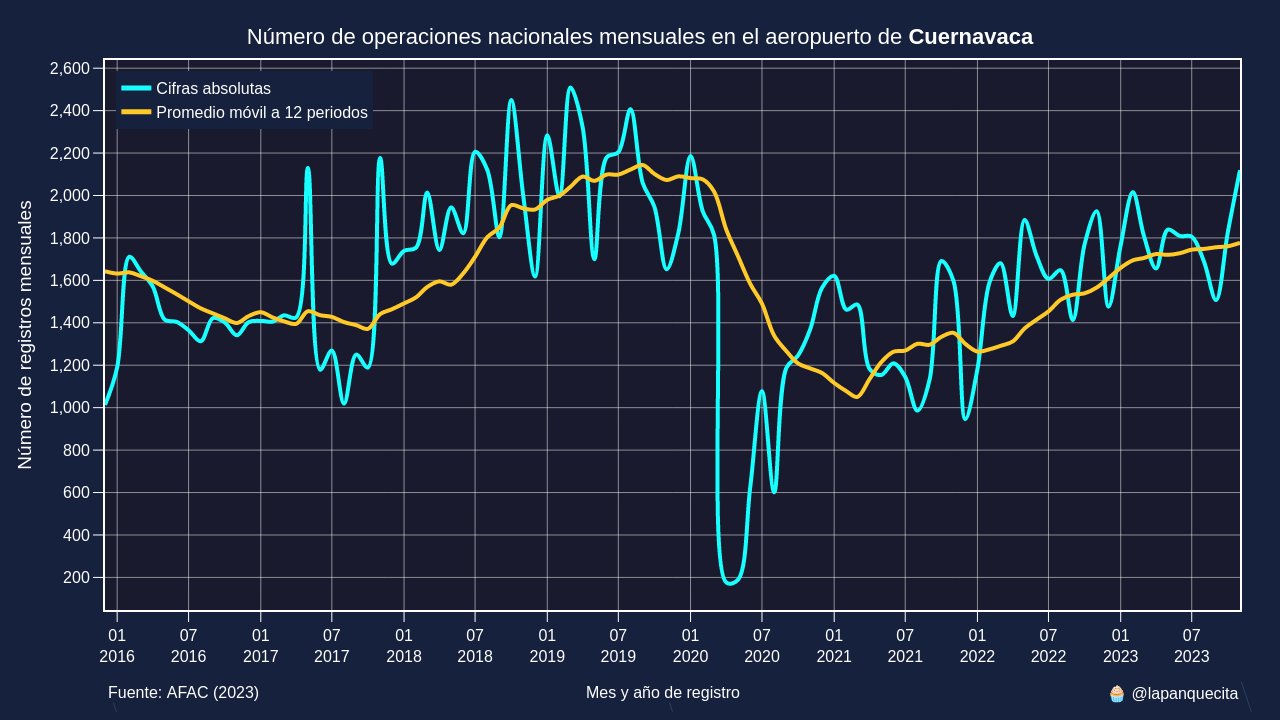 Número de operaciones nacionales mensuales en el aeropuerto de Cuernavaca
Cifras absolutas
Promedio móvil a 12 periodos
Número de registros mensuales
2,600
2,400
2,200
2,000
1,800
1,600
1,400
1,200
1,000
800
600
400
200
01 07 01 07 01 07 01 07 01 07 01 07 01 07 01 07
2016 2016 2017 2017 2018 2018 2019 2019 2020 2020 2021 2021 2022 2022 2023 2023
Fuente: AFAC (2023) Mes y año de registro 🧁 @lapanquecita